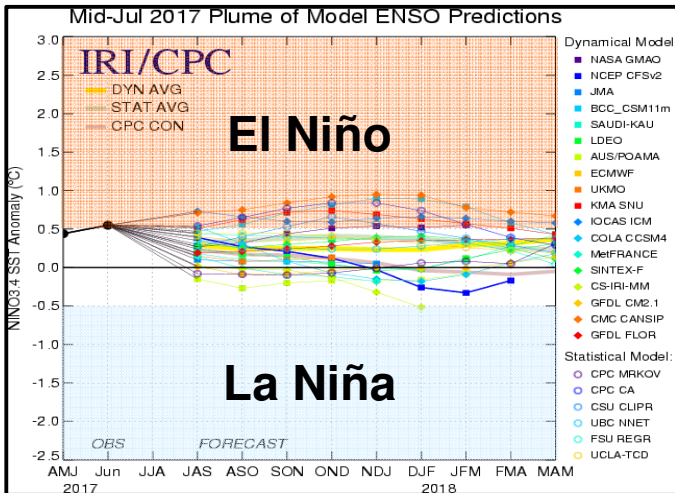 Mid-Jul 2017 Plume of Model ENSO Predictions
3.0
2.5
2.0
1.5
1.0
0.5
0.0
-0.5
-1.0
-1.5
-2.0
-2.5
NINO3.4 SST Anomaly (°C)
IRI/CPC
DYN AVG
STAT AVG
CPC CON
El Niño
La Niña
OBS FORECAST
AMJ Jun JJA JAS ASO SON OND NDJ DJF JFM FMA MAM
2017 2018
Dynamical Model:
NASA GMAO
NCEP CFSv2
JMA
BCC_CSM11m
SAUDI-KAU
LDEO
AUS/POAMA
ECMWF
UKMO
KMA SNU
IOCAS ICM
COLA CCSM4
MetFRANCE
SINTEX-F
CS-IRI-MM
GFDL CM2.1
CMC CANSIP
GFDL FLOR
Statistical Model:
CPC MRKOV
CPC CA
CSU CLIPR
UBC NNET
FSU REGR
UCLA-TCD